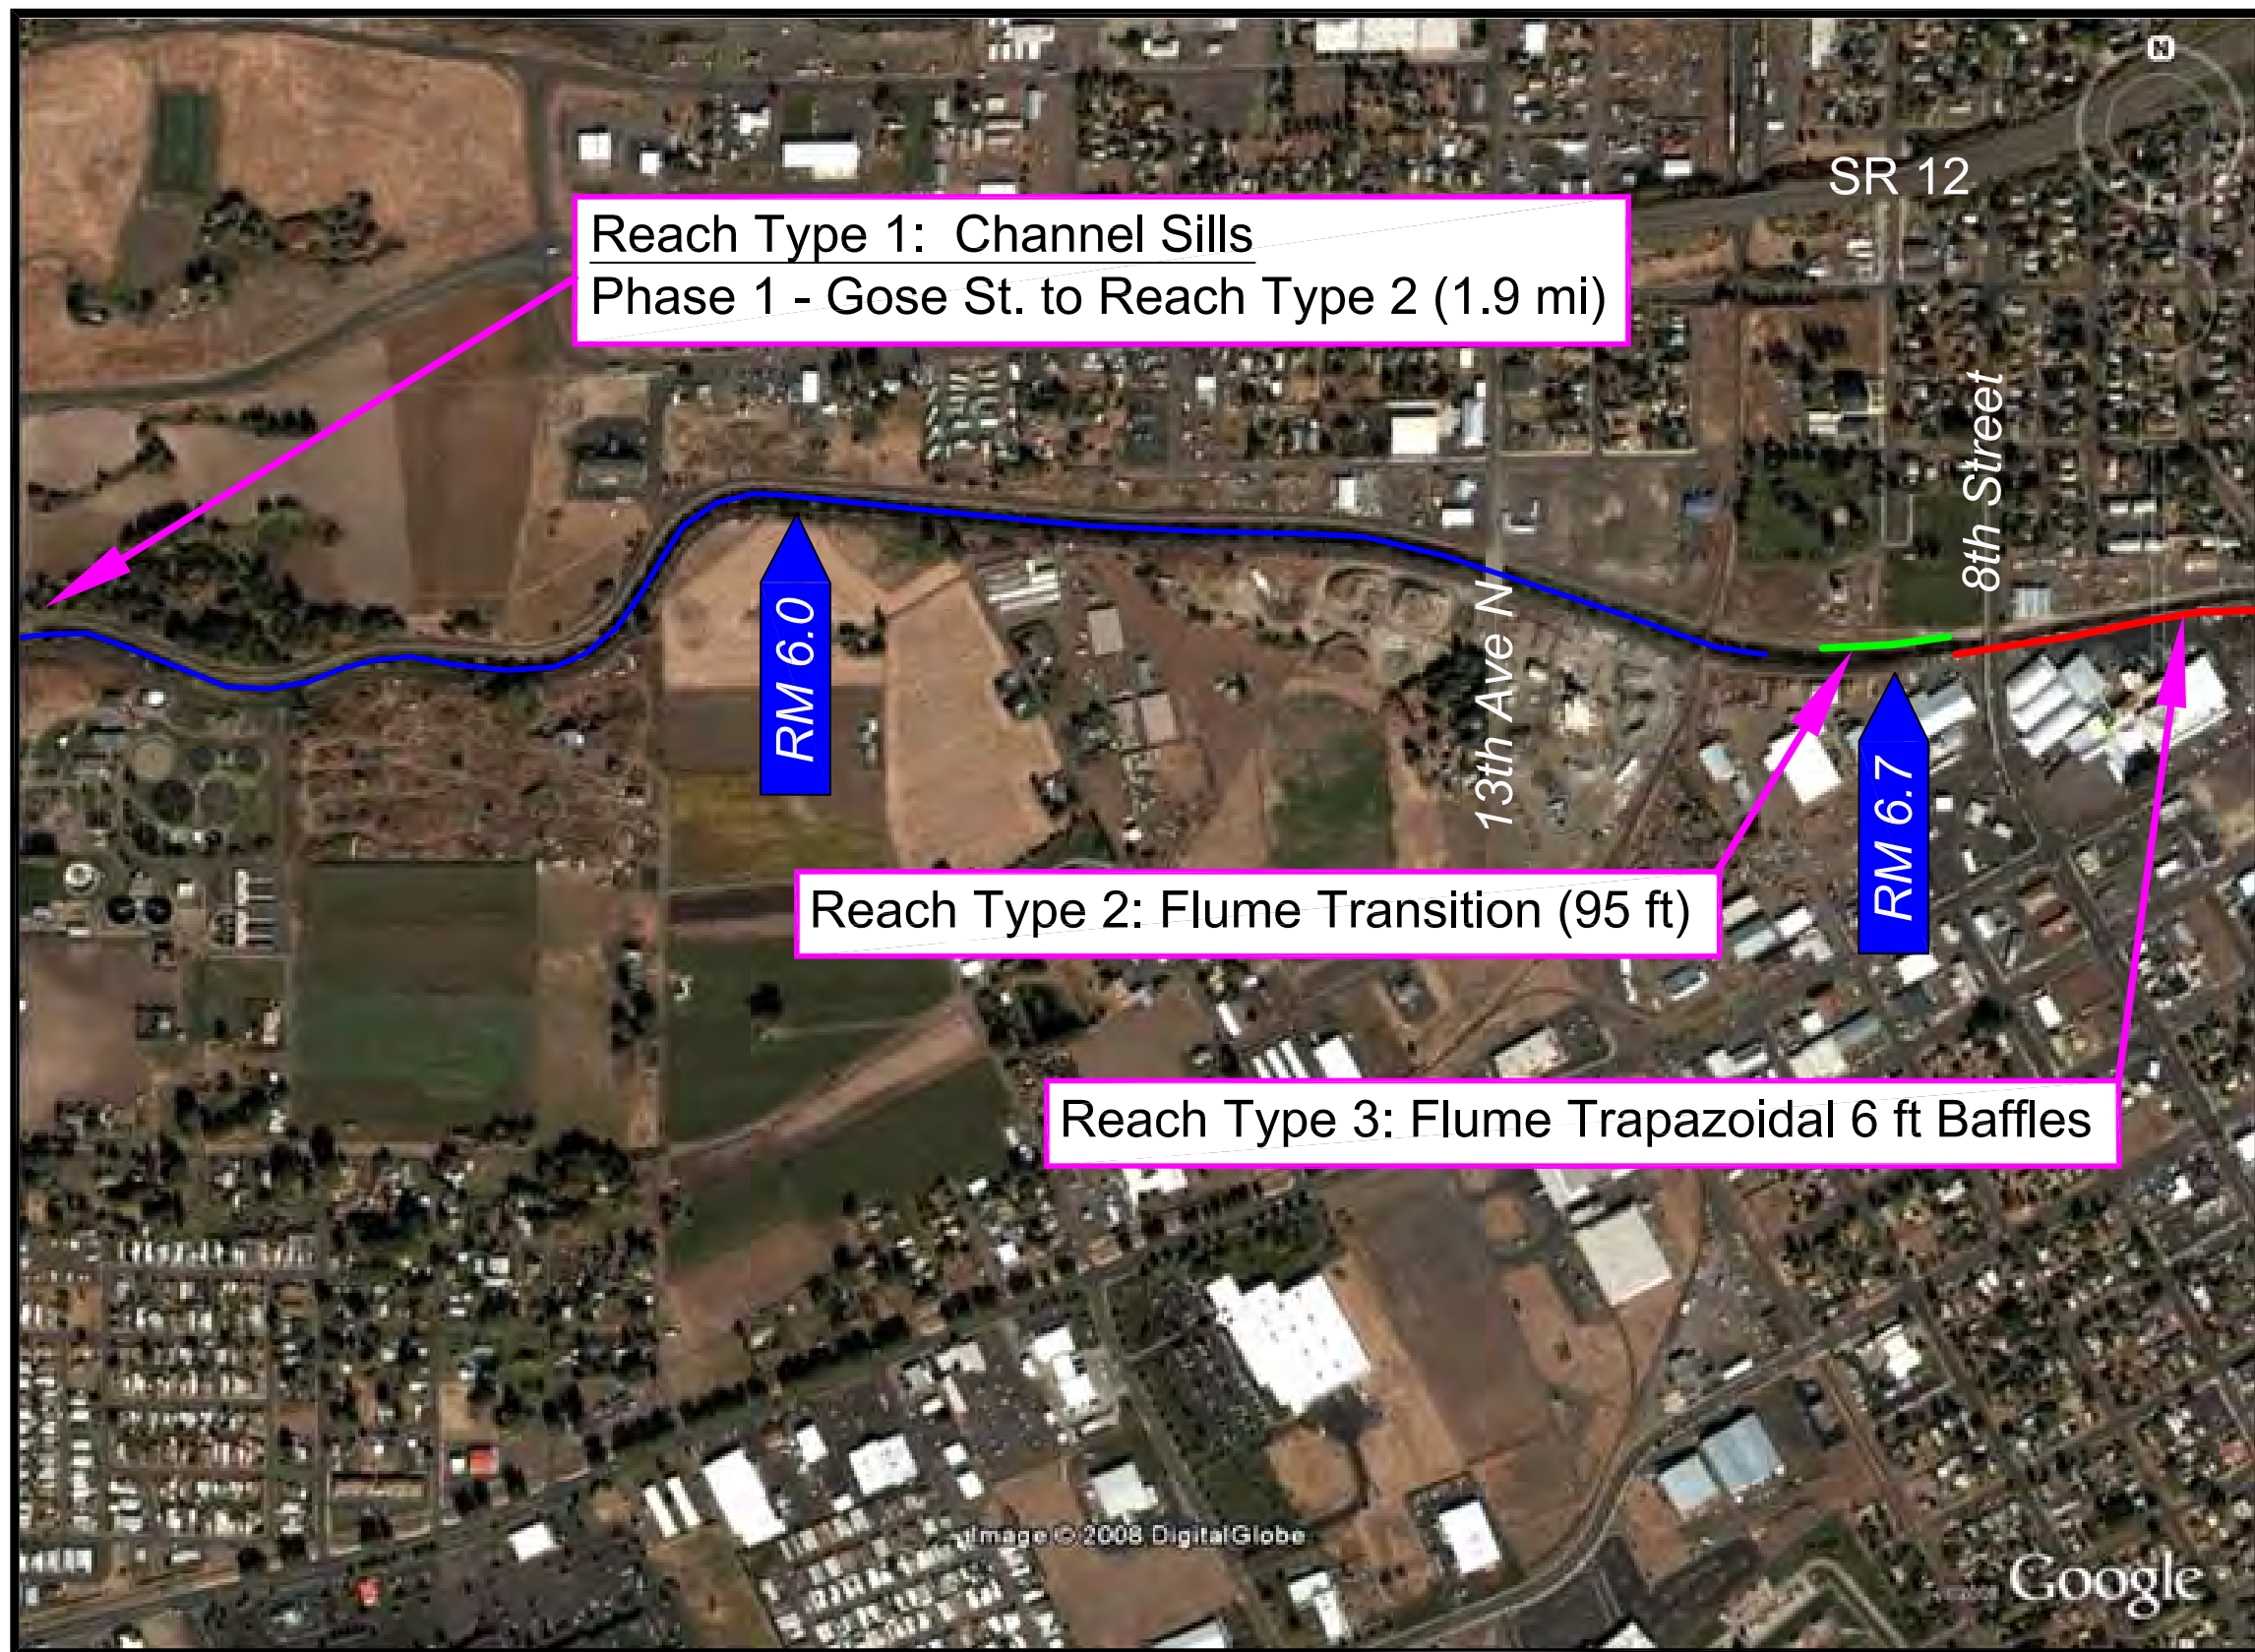 N
SR 12
Reach Type 1: Channel Sills
Phase 1 - Gose St. to Reach Type 2 (1.9 mi)
8th Street
13th Ave N
RM 6.0
RM 6.7
Reach Type 2: Flume Transition (95 ft)
Reach Type 3: Flume Trapazoidal 6 ft Baffles
Image © 2008 DigitalGlobe
Google